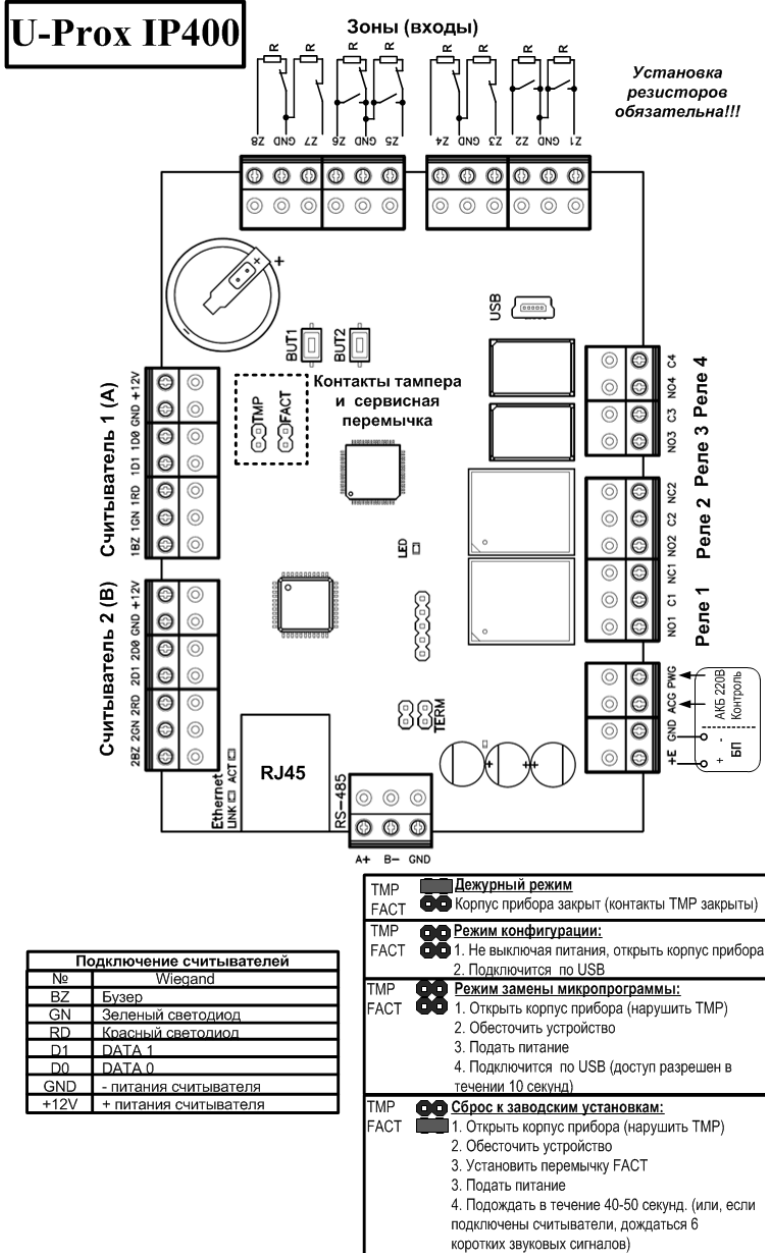 U-Prox IP400
Зоны (входы)
Установка
резисторов
обязательна!!!
R R R R R R R R
Z8 GND Z7 Z6 GND Z5 Z4 GND Z3 Z2 GND Z1
+
+
-
USB
BUT1
BUT2
Контакты тампера
и сервисная
перемычка
TMP
FACT
Считыватель 1 (A)
1BZ 1GN 1RD 1D1 1D0 GND +12V
Считыватель 2 (B)
2BZ 2GN 2RD 2D1 2D0 GND +12V
LED
TERM
Реле 1 Реле 2 Реле 3 Реле 4
NO1 C1 NC1 NO2 C2 NC2
NO3 C3 NO4 C4
+E GND ACG PWG
АКБ 220В
Контроль
+ -
БП
+ ++
Ethernet
LINK ACT
RJ45
RS-485
A+ B- GND
TMP Дежурный режим
FACT Корпус прибора закрыт (контакты TMP закрыты)
TMP Режим конфигурации:
FACT 1. Не выключая питания, открыть корпус прибора
2. Подключится по USB
TMP Режим замены микропрограммы:
FACT 1. Открыть корпус прибора (нарушить TMP)
2. Обесточить устройство
3. Подать питание
4. Подключится по USB (доступ разрешен в
течении 10 секунд)
TMP Сброс к заводским установкам:
FACT 1. Открыть корпус прибора (нарушить TMP)
2. Обесточить устройство
3. Установить перемычку FACT
3. Подать питание
4. Подождать в течение 40-50 секунд. (или, если
подключены считыватели, дождаться 6
коротких звуковых сигналов)
Подключение считывателей
№ Wiegand
BZ Бузер
GN Зеленый светодиод
RD Красный светодиод
D1 DATA 1
D0 DATA 0
GND - питания считывателя
+12V + питания считывателя